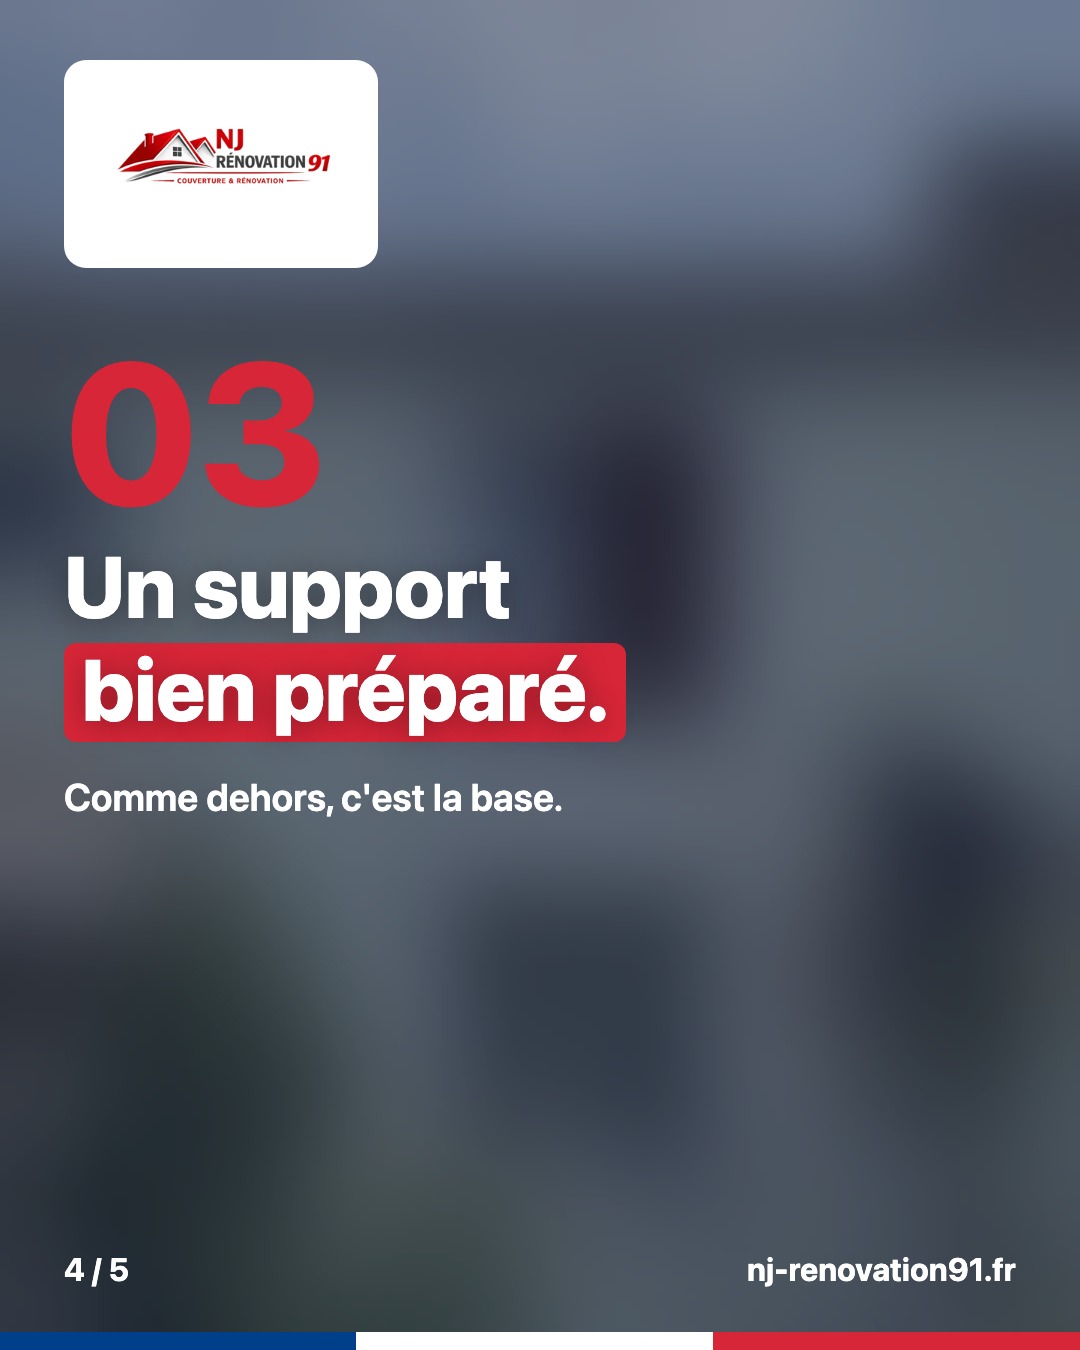 NJ
RÉNOVATION 91
COUVERTURE & RÉNOVATION
03
Un support
bien préparé.
Comme dehors, c'est la base.
4 / 5
nj-renovation91.fr